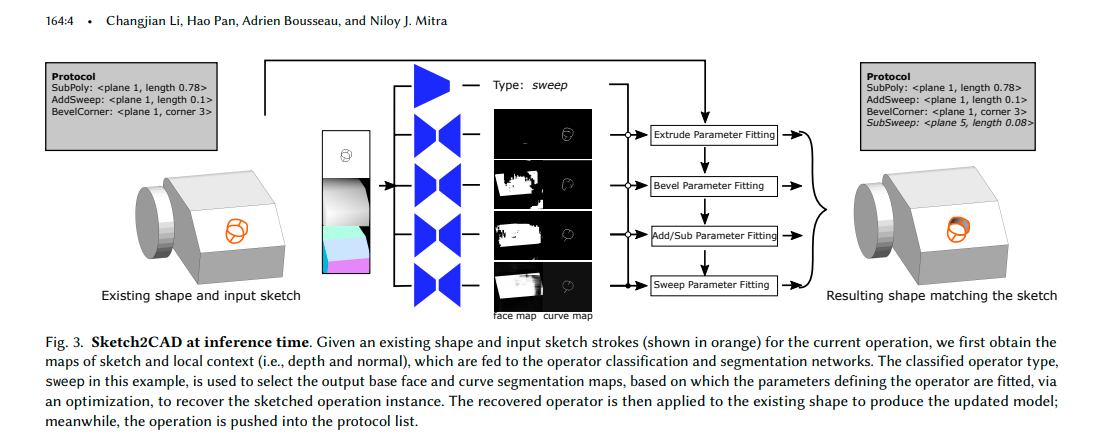 164:4 • Changjian Li, Hao Pan, Adrien Bousseau, and Niloy J. Mitra
Protocol
SubPoly: <plane 1, length 0.78>
AddSweep: <plane 1, length 0.1>
BevelCorner: <plane 1, corner 3>
Existing shape and input sketch
Type: sweep
face map curve map
Extrude Parameter Fitting
Bevel Parameter Fitting
Add/Sub Parameter Fitting
Sweep Parameter Fitting
Protocol
SubPoly: <plane 1, length 0.78>
AddSweep: <plane 1, length 0.1>
BevelCorner: <plane 1, corner 3>
SubSweep: <plane 5, length 0.08>
Resulting shape matching the sketch
Fig. 3. Sketch2CAD at inference time. Given an existing shape and input sketch strokes (shown in orange) for the current operation, we first obtain the
maps of sketch and local context (i.e., depth and normal), which are fed to the operator classification and segmentation networks. The classified operator type,
sweep in this example, is used to select the output base face and curve segmentation maps, based on which the parameters defining the operator are fitted, via
an optimization, to recover the sketched operation instance. The recovered operator is then applied to the existing shape to produce the updated model;
meanwhile, the operation is pushed into the protocol list.